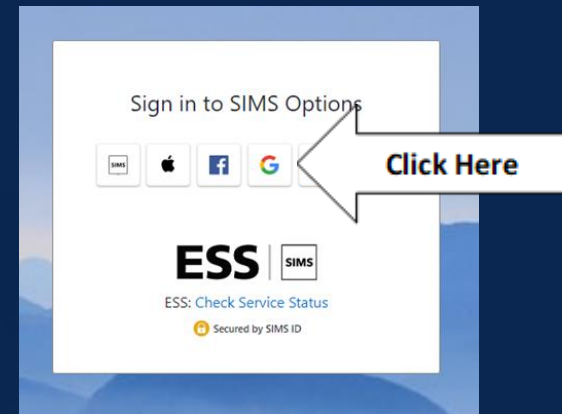 Sign in to SIMS Options
SIMS
Click Here
ESS SIMS
ESS: Check Service Status
Secured by SIMS ID